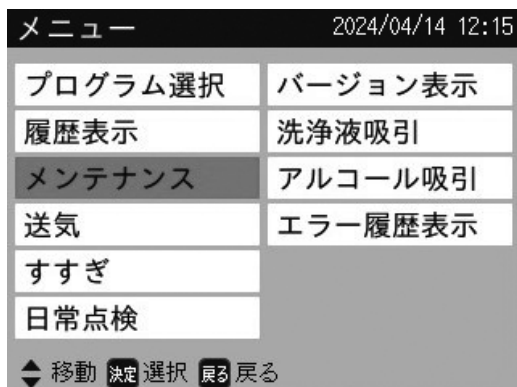 メニュー 2024/04/14 12:15
プログラム選択
履歴表示
メンテナンス
送気
すすぎ
日常点検
バージョン表示
洗浄液吸引
アルコール吸引
エラー履歴表示
移動 決定 選択 戻る 戻る